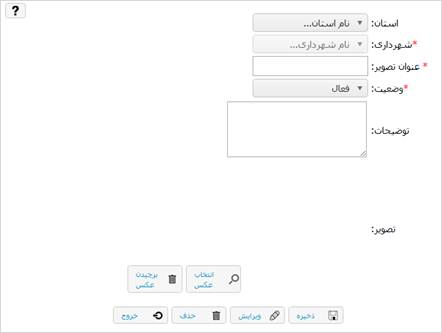 ?
استان: نام استان...
*شهرداری: نام شهرداری...
*عنوان تصویر:
*وضعیت: فعال
توضیحات:
تصویر:
انتخاب عکس
برچیدن عکس
ذخیره ویرایش حذف خروج